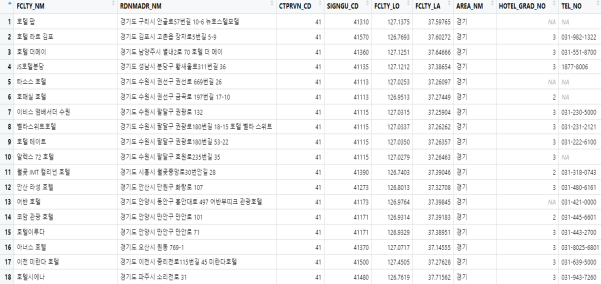 FCLTY_NM RDNMADR_NM CTPRVN_CD SIGNGU_CD FCLTY_LO FCLTY_LA AREA_NM HOTEL_GRAD_NO TEL_NO
1 호텔 팜 경기도 구리시 안골로57번길 10-6 뉴호스텔모텔 41 41310 127.1375 37.59765 경기 NA NA
2 호텔 라트 김포 경기도 김포시 고촌읍 장차로5번길 5-9 41 41570 126.7693 37.60272 경기 3 031-982-1322
3 호텔 더메이 경기도 남양주시 별내2로 70 호텔 더 메이 41 41360 127.1251 37.64666 경기 3 031-551-8700
4 JS호텔분당 경기도 성남시 분당구 황새울로311번길 36 41 41135 127.1212 37.38654 경기 3 1877-8006
5 라소스 호텔 경기도 수원시 권선구 권선로 669번길 26 41 41113 127.0253 37.26097 경기 NA NA
6 호매실 호텔 경기도 수원시 권선구 금곡로 197번길 17-10 41 41113 126.9513 37.27449 경기 2 NA
7 이비스 앰배서더 수원 경기도 수원시 팔달구 권광로 132 41 41115 127.0315 37.25904 경기 3 031-230-5000
8 벨라스위트호텔 경기도 수원시 팔달구 권광로180번길 18-15 호텔 벨라 스위트 41 41115 127.0337 37.26262 경기 3 031-231-2121
9 호텔 메이트 경기도 수원시 팔달구 권광로180번길 53-22 41 41115 127.0350 37.26357 경기 3 031-222-6100
10 알렉스 72 호텔 경기도 수원시 팔달구 효원로235번길 35 41 41115 127.0279 37.26463 경기 3 NA
11 월곶 IMT 컬리넌 호텔 경기도 시흥시 월곶중앙로30번안길 28 41 41390 126.7403 37.39046 경기 2 031-318-0743
12 안산 라성 호텔 경기도 안산시 단원구 화랑로 107 41 41273 126.8013 37.32708 경기 3 031-480-6161
13 어반 호텔 경기도 안양시 동안구 흥안대로 497 어반부띠크 관광호텔 41 41173 126.9764 37.39845 경기 NA 031-421-0000
14 코암 관광 호텔 경기도 안양시 만안구 만안로 101 41 41171 126.9314 37.39183 경기 2 031-445-6601
15 호텔이루다 경기도 안양시 만안구 만안로 71 41 41171 126.9329 37.38951 경기 3 031-443-2700
16 아너스 호텔 경기도 오산시 원동 769-1 41 41370 127.0717 37.14555 경기 3 031-8025-6801
17 이천 미란다 호텔 경기도 이천시 중리천로115번길 45 미란다호텔 41 41500 127.4505 37.27628 경기 3 031-639-5000
18 호텔시에나 경기도 파주시 소리천로 31 41 41480 126.7619 37.71562 경기 3 031-943-7260